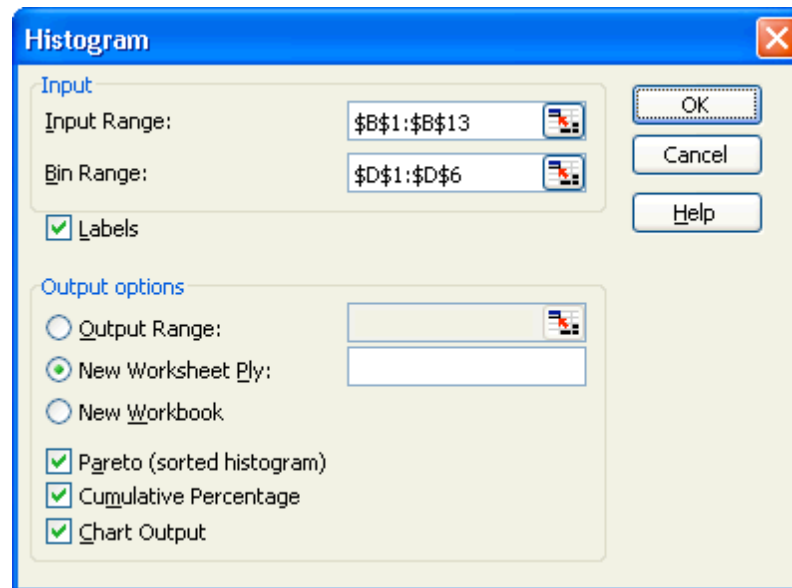 Histogram
Input
Input Range: $B$1:$B$13
Bin Range: $D$1:$D$6
Labels
OK
Cancel
Help
Output options
Output Range:
New Worksheet Ply:
New Workbook
Pareto (sorted histogram)
Cumulative Percentage
Chart Output